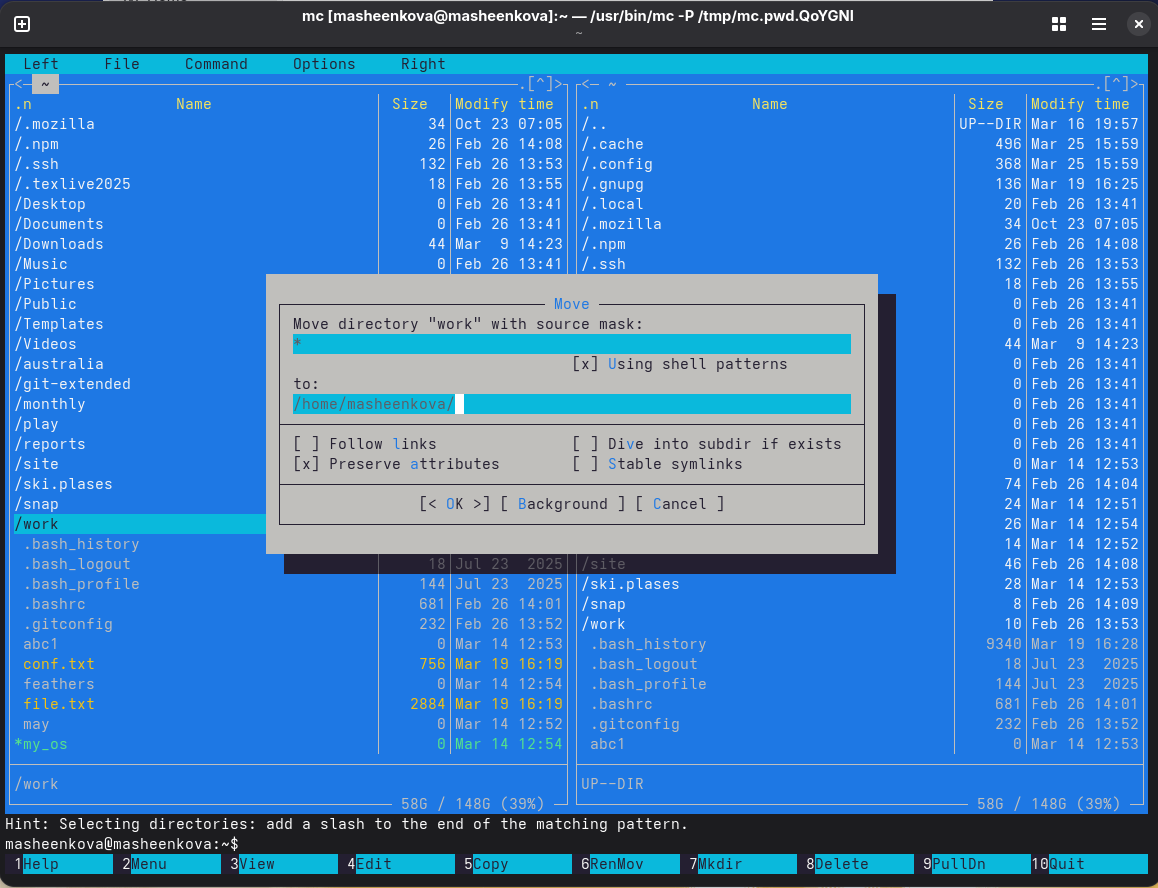 mc [masheenkova@masheenkova]:~ — /usr/bin/mc -P /tmp/mc.pwd.QoYGNI
~
Left File Command Options Right
<─ ~ ─.[^]>
.n Name Size Modify time
/.mozilla 34 Oct 23 07:05
/.npm 26 Feb 26 14:08
/.ssh 132 Feb 26 13:53
/.texlive2025 18 Feb 26 13:55
/Desktop 0 Feb 26 13:41
/Documents 0 Feb 26 13:41
/Downloads 44 Mar 9 14:23
/Music 0 Feb 26 13:41
/Pictures
/Public
/Templates
/Videos
/australia
/git-extended
/monthly
/play
/reports
/site
/ski.plases
/snap
/work
.bash_history
.bash_logout 18 Jul 23 2025
.bash_profile 144 Jul 23 2025
.bashrc 681 Feb 26 14:01
.gitconfig 232 Feb 26 13:52
abc1 0 Mar 14 12:53
conf.txt 756 Mar 19 16:19
feathers 0 Mar 14 12:54
file.txt 2884 Mar 19 16:19
may 0 Mar 14 12:52
*my_os 0 Mar 14 12:54
/work
58G / 148G (39%)
<─ ~ ─.[^]>
.n Name Size Modify time
/.. UP--DIR Mar 16 19:57
/.cache 496 Mar 25 15:59
/.config 368 Mar 25 15:59
/.gnupg 136 Mar 19 16:25
/.local 20 Feb 26 13:41
/.mozilla 34 Oct 23 07:05
/.npm 26 Feb 26 14:08
/.ssh 132 Feb 26 13:53
18 Feb 26 13:55
0 Feb 26 13:41
0 Feb 26 13:41
44 Mar 9 14:23
0 Feb 26 13:41
0 Feb 26 13:41
0 Feb 26 13:41
0 Feb 26 13:41
0 Feb 26 13:41
0 Mar 14 12:53
74 Feb 26 14:04
24 Mar 14 12:51
26 Mar 14 12:54
14 Mar 14 12:52
/site 46 Feb 26 14:08
/ski.plases 28 Mar 14 12:53
/snap 8 Feb 26 14:09
/work 10 Feb 26 13:53
.bash_history 9340 Mar 19 16:28
.bash_logout 18 Jul 23 2025
.bash_profile 144 Jul 23 2025
.bashrc 681 Feb 26 14:01
.gitconfig 232 Feb 26 13:52
abc1 0 Mar 14 12:53
UP--DIR
58G / 148G (39%)
Move
Move directory "work" with source mask:
*
[x] Using shell patterns
to:
/home/masheenkova/
[ ] Follow links [ ] Dive into subdir if exists
[x] Preserve attributes [ ] Stable symlinks
[< OK >] [ Background ] [ Cancel ]
Hint: Selecting directories: add a slash to the end of the matching pattern.
masheenkova@masheenkova:~$
1Help 2Menu 3View 4Edit 5Copy 6RenMov 7Mkdir 8Delete 9PullDn 10Quit